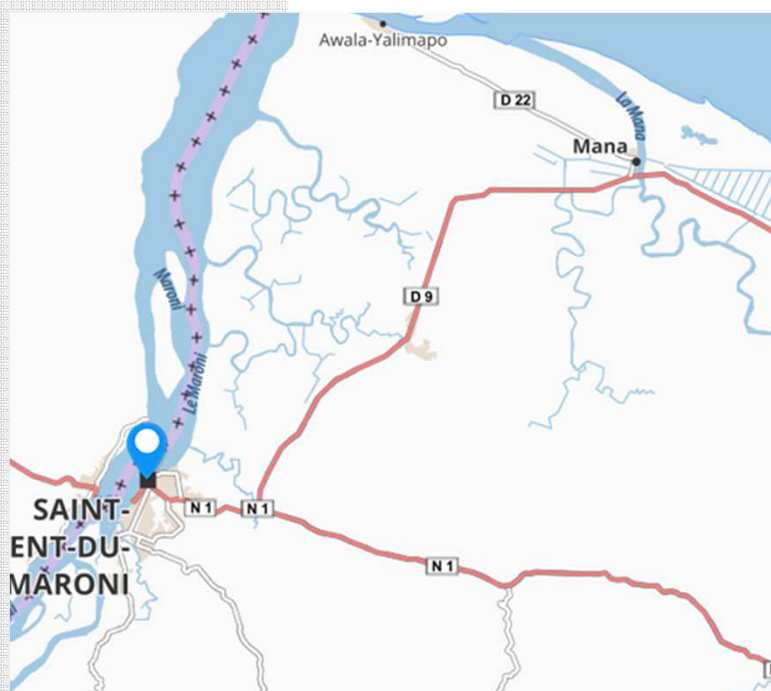 Awala-Yalimapo
D 22
La Mana
Mana
Maroni
D 9
Le Maroni
N 1
N 1
SAINT-
ENT-DU-
MARONI
N 1